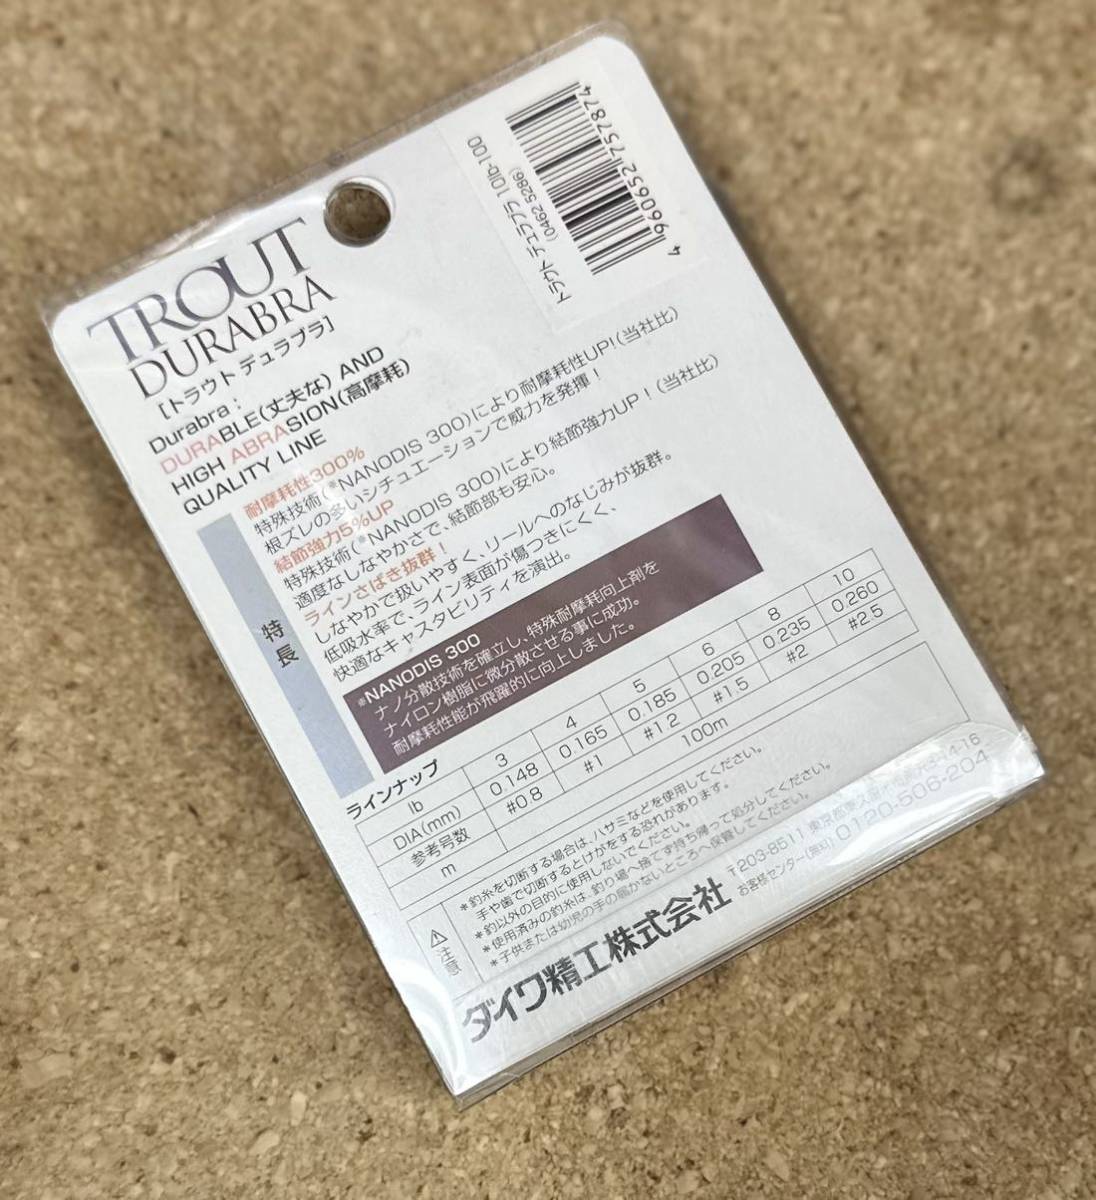 TROUT
DURABRA
[トラウト デュラブラ]
トラウト デュラブラ 10lb-100
(0462 5286)
4 960652 757874
Durabra :
DURABLE(丈夫な) AND
HIGH ABRASION(高摩耗)
QUALITY LINE
特長
耐摩耗性300%
特殊技術(※NANODIS 300)により耐摩耗性UP!(当社比)
根ズレの多いシチュエーションで威力を発揮!
結節強力5%UP
特殊技術(※NANODIS 300)により結節強力UP!(当社比)
適度なしなやかさで、結節部も安心。
ラインさばき抜群!
しなやかで扱いやすく、リールへのなじみが抜群。
低吸水率で、ライン表面が傷つきにくく、
快適なキャスタビリティを演出。
※NANODIS 300
ナノ分散技術を確立し、特殊耐摩耗向上剤を
ナイロン樹脂に微分散させる事に成功。
耐摩耗性能が飛躍的に向上しました。
ラインナップ
lb 3 4 5 6 8 10
DIA(mm) 0.148 0.165 0.185 0.205 0.235 0.260
参考号数 #0.8 #1 #1.2 #1.5 #2 #2.5
m 100m
注意
*釣糸を切断する場合は、ハサミなどを使用してください。
手や歯で切断するとけがをする恐れがあります。
*釣以外の目的に使用しないでください。
*使用済みの釣糸は、釣り場へ捨てず持ち帰って処分してください。
*子供または幼児の手の届かないところへ保管してください。
ダイワ精工株式会社
〒203-8511 東京都東久留米市前沢3-14-16
お客様センター(無料) 0120-506-204